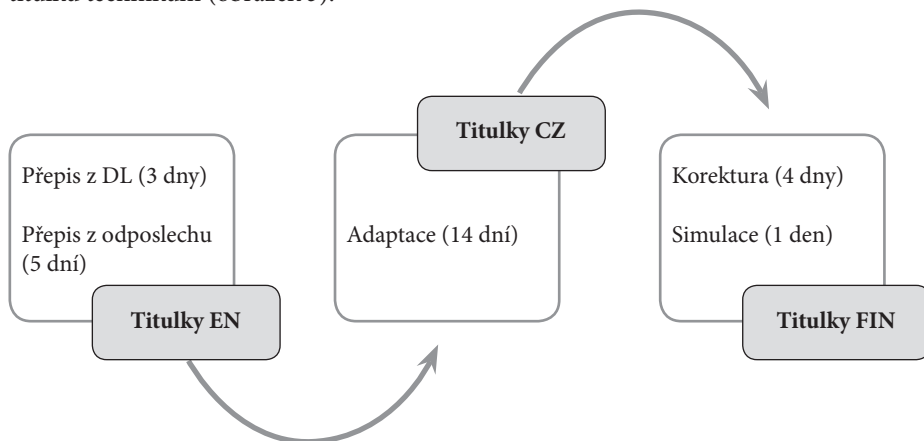 Titulky CZ
Přepis z DL (3 dny)
Přepis z odposlechu
(5 dní)
Titulky EN
Adaptace (14 dní)
Korektura (4 dny)
Simulace (1 den)
Titulky FIN